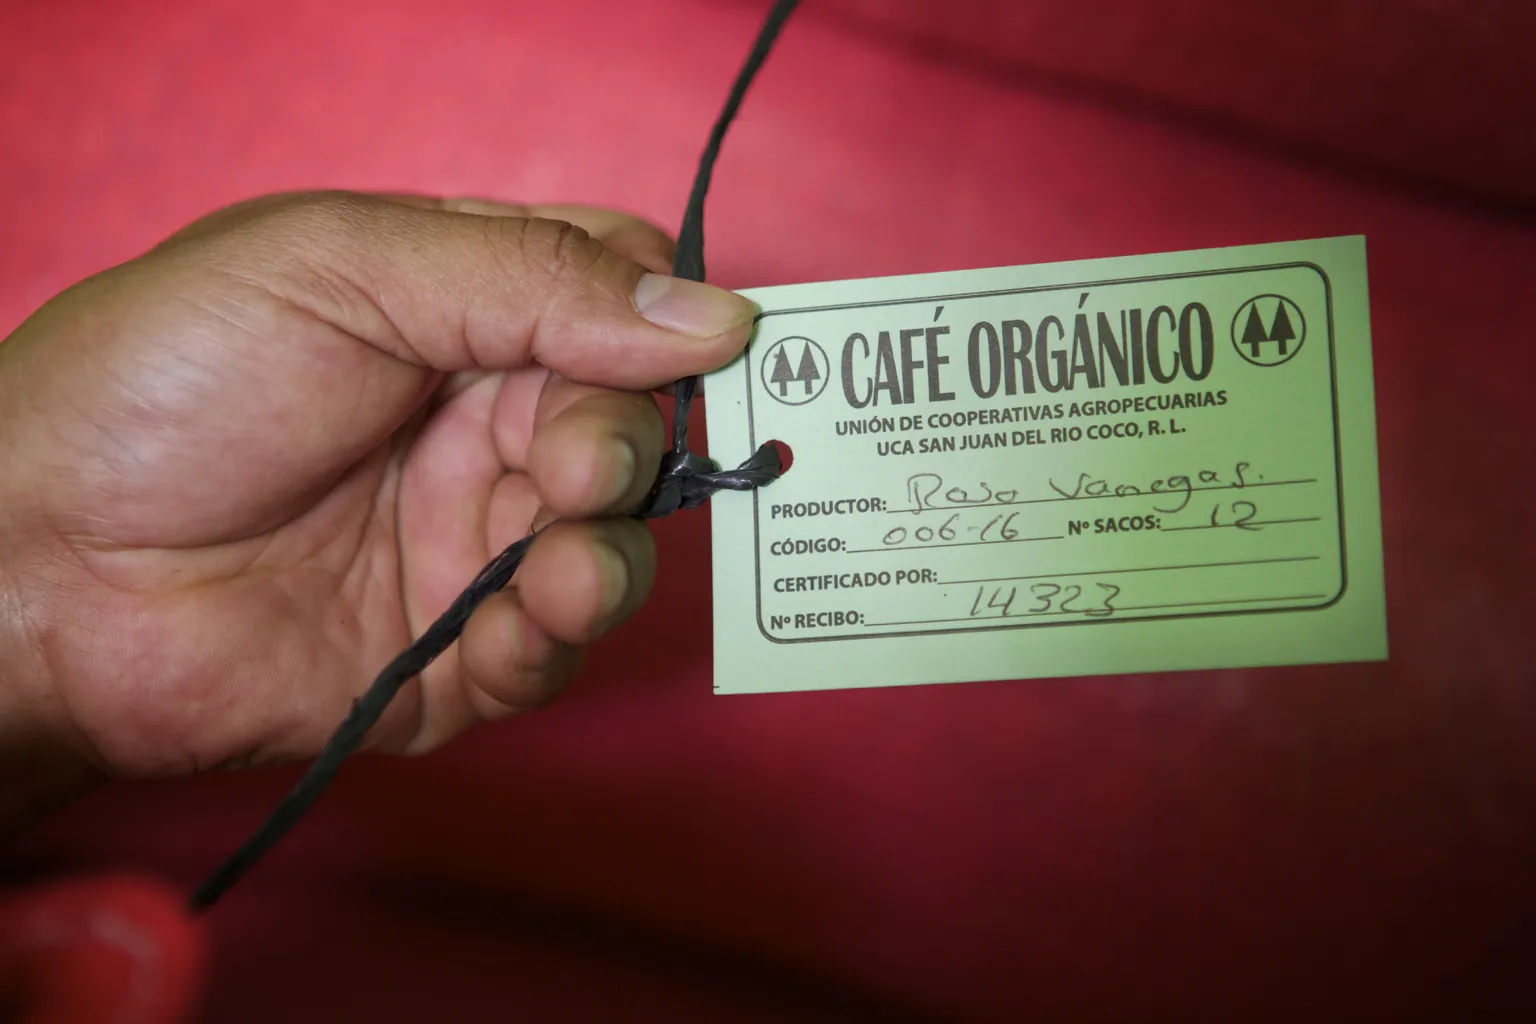 CAFÉ ORGÁNICO
UNIÓN DE COOPERATIVAS AGROPECUARIAS
UCA SAN JUAN DEL RIO COCO, R. L.
PRODUCTOR: Vanegas.
CÓDIGO: 006-16 Nº SACOS: 12
CERTIFICADO POR:
Nº RECIBO: 14323